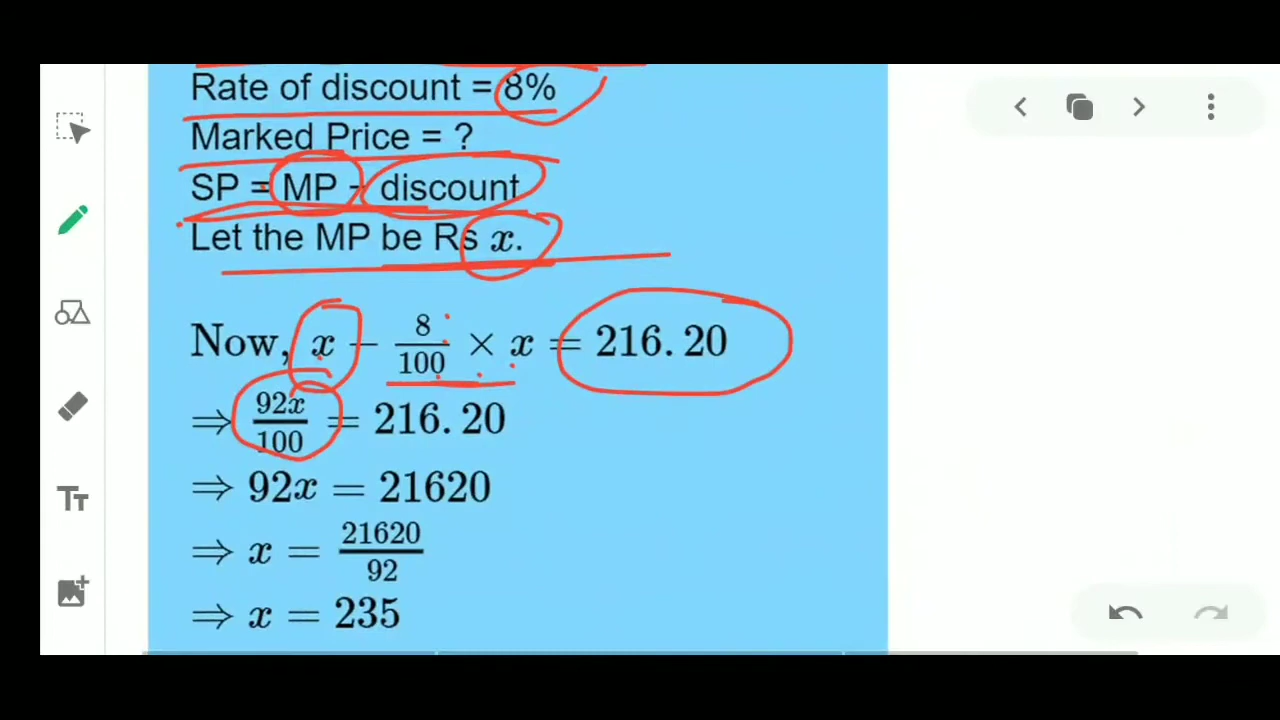 Rate of discount = 8%
Marked Price = ?
SP = MP - discount
Let the MP be Rs x.
Now, x − 8/100 × x = 216. 20
⇒ 92x/100 = 216. 20
⇒ 92x = 21620
⇒ x = 21620/92
⇒ x = 235
TT